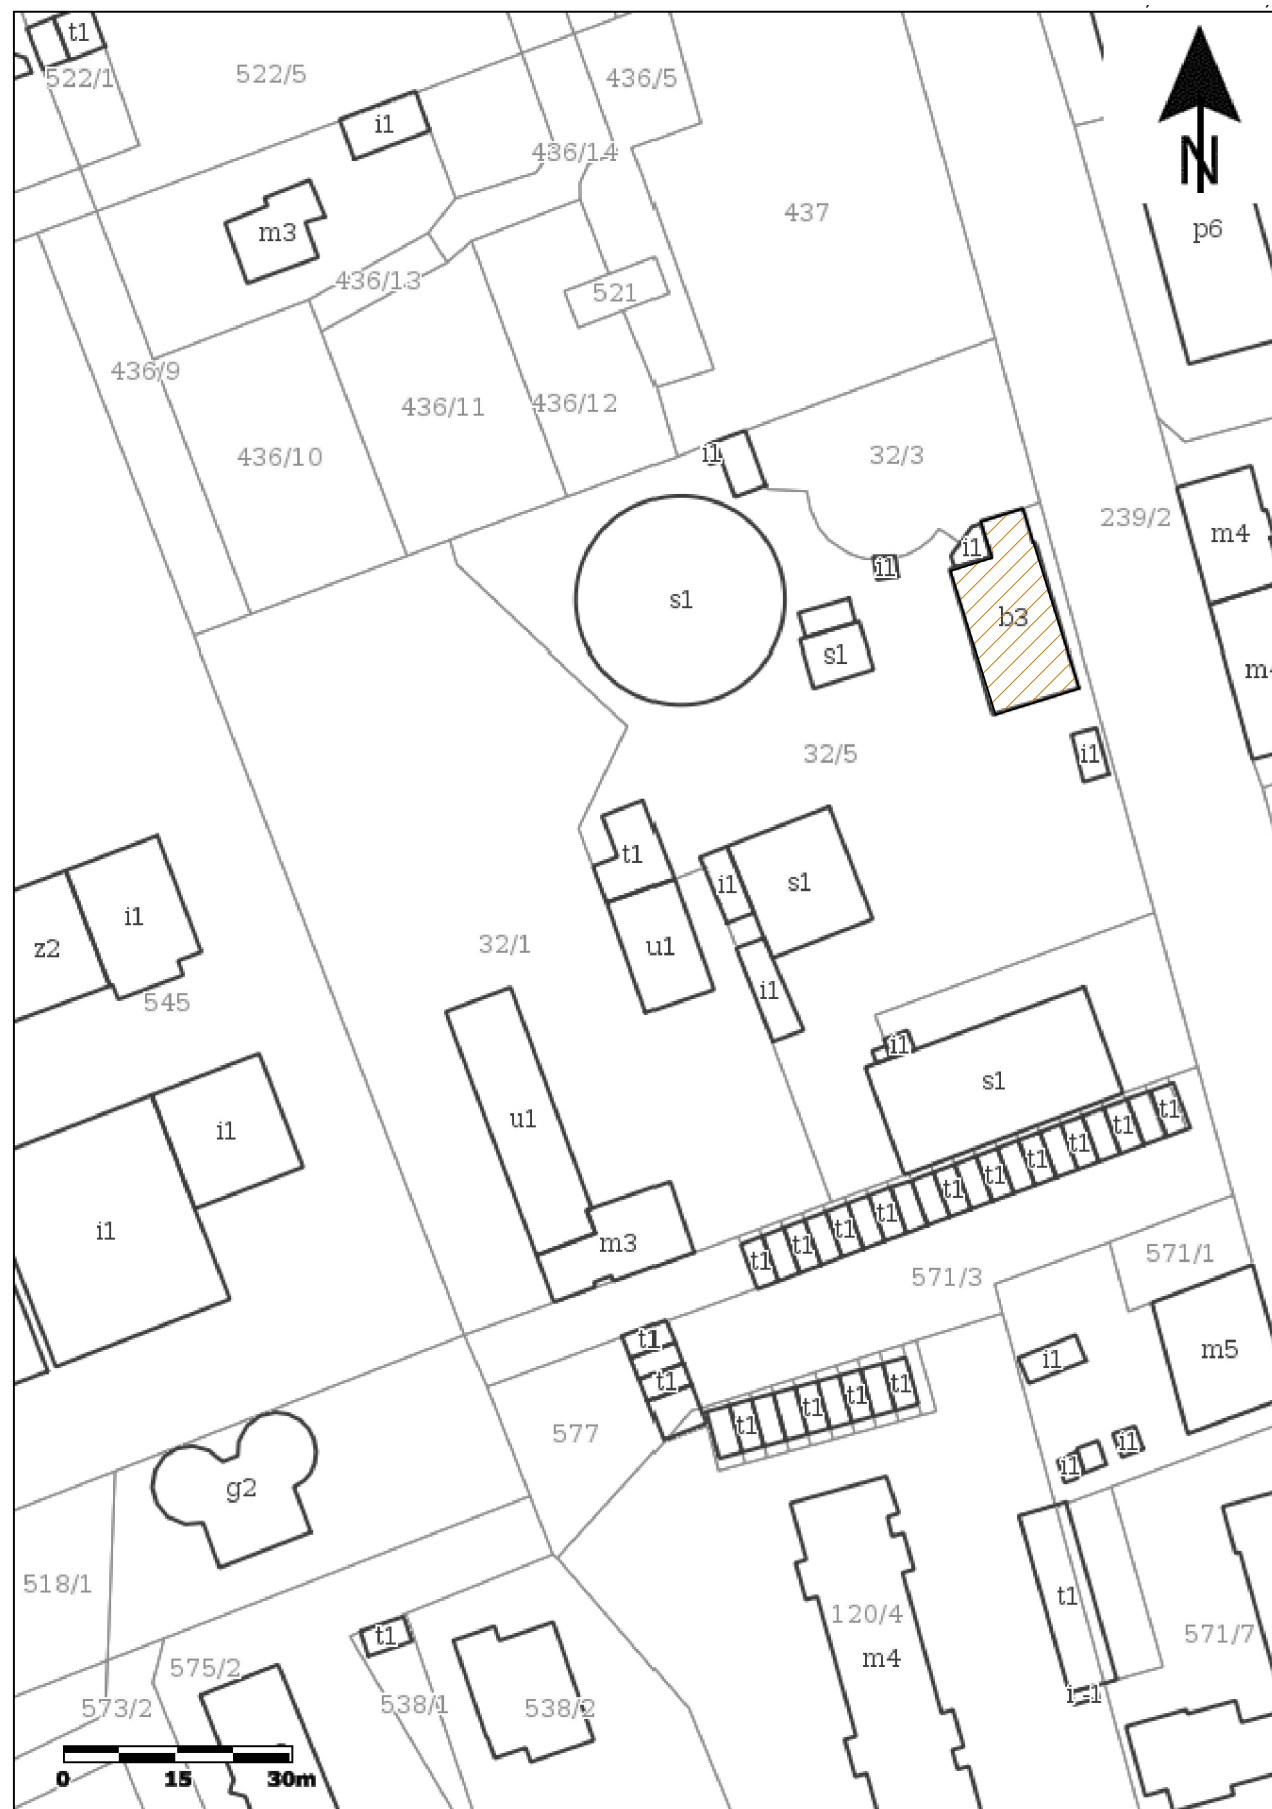 t1
522/1
522/5
436/5
i1
436/14
N
m3
437
p6
436/13
521
436/9
436/11
436/12
436/10
i1
32/3
239/2
m4
i1
i1
s1
b3
s1
m4
32/5
i1
t1
i1
s1
i1
z2
32/1
u1
545
i1
i1
s1
u1
i1
t1
t1
t1
t1
t1
t1
t1
t1
t1
t1
i1
m3
t1
571/3
571/1
t1
i1
m5
t1
t1
t1
t1
t1
577
i1
i1
g2
518/1
t1
120/4
t1
571/7
m4
575/2
i-1
573/2
538/1
538/2
0 15 30m